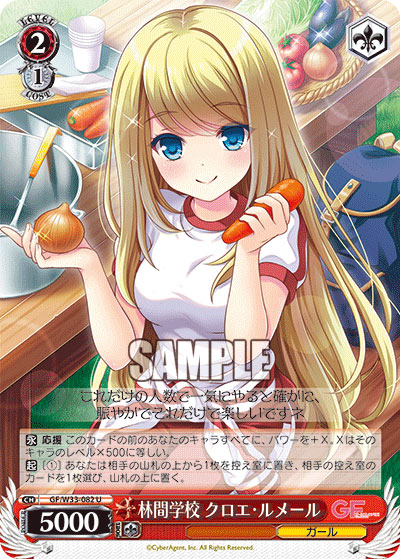 LEVEL
2
1
COST
SAMPLE
これだけの人数で一気にやると確かに、
賑やかでそれだけで楽しいですネ
永 応援 このカードの前のあなたのキャラすべてに、パワーを＋X。Xはそ
のキャラのレベル×500に等しい。
起 [①] あなたは相手の山札の上から1枚を控え室に置き、相手の控え室
のカードを1枚選び、山札の上に置く。
CH GF/W33-082 U
5000
林間学校 クロエ・ルメール
GF
ガール
©CyberAgent, Inc. All Rights Reserved.